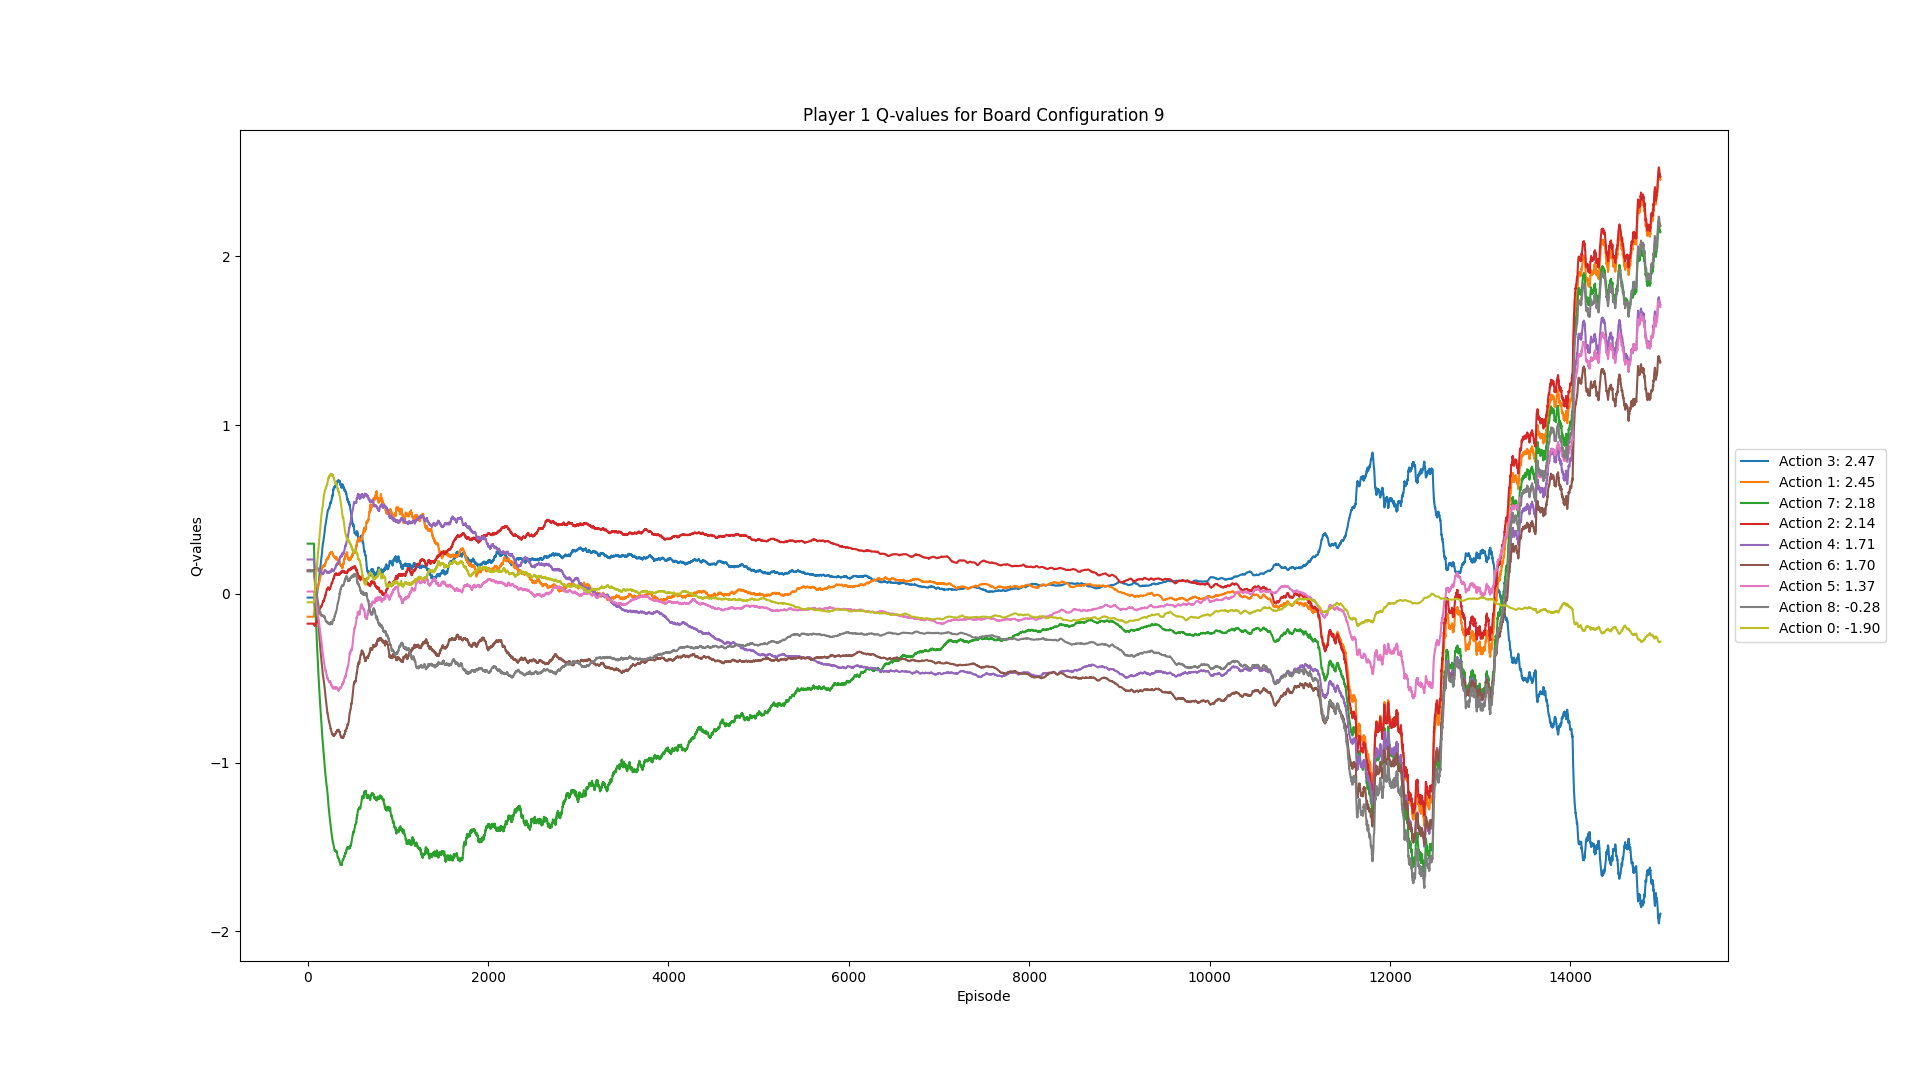 Player 1 Q-values for Board Configuration 9
Q-values
2
1
0
−1
−2
0
2000
4000
6000
8000
10000
12000
14000
Episode
Action 3: 2.47
Action 1: 2.45
Action 7: 2.18
Action 2: 2.14
Action 4: 1.71
Action 6: 1.70
Action 5: 1.37
Action 8: -0.28
Action 0: -1.90